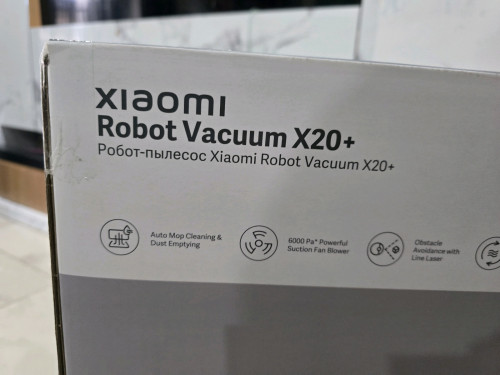 xiaomi
Robot Vacuum X20+
Робот-пылесос Xiaomi Robot Vacuum X20+
Auto Mop Cleaning &
Dust Emptying
6000 Pa* Powerful
Suction Fan Blower
Obstacle
Avoidance with
Line Laser